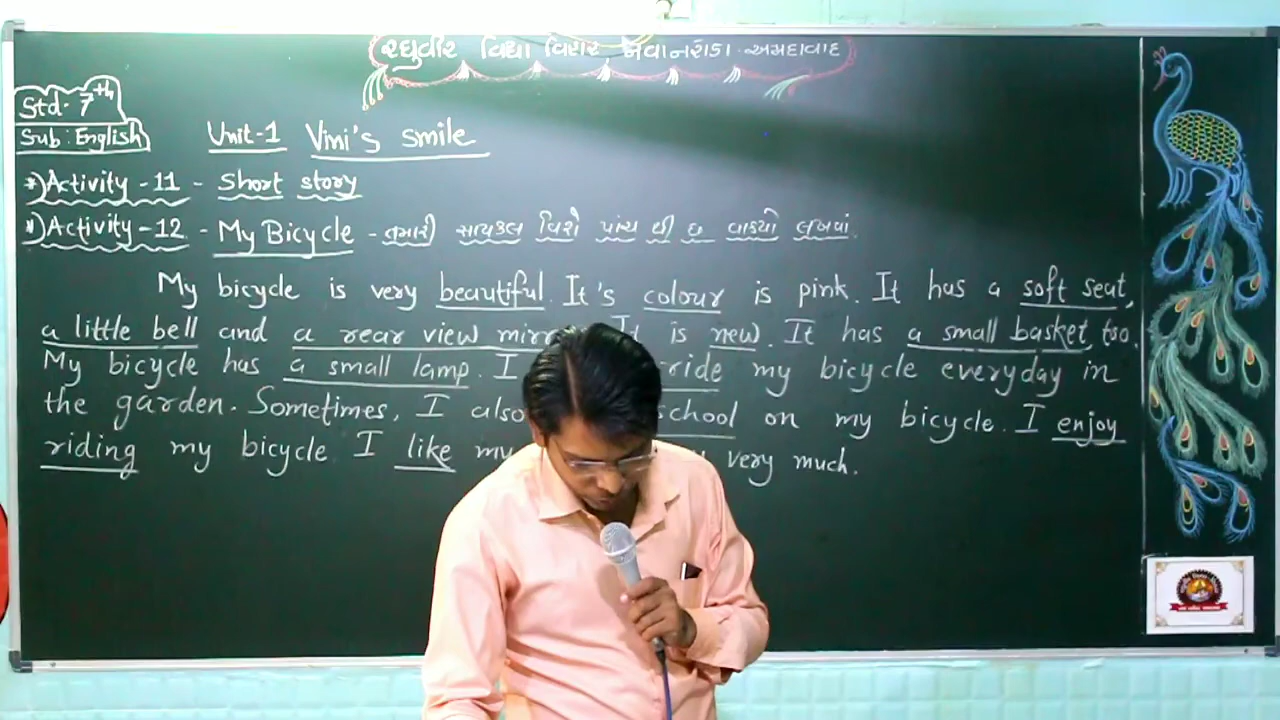 રઘુવીર વિદ્યા વિહાર, નવાનરોડા. અમદાવાદ
Std: 7th
Sub: English
Unit-1 Vini's smile
*) Activity - 11 - Short story
*) Activity - 12 - My Bicycle - તમારી સાયકલ વિશે પાંચ થી છ વાક્યો લખવાં.
My bicycle is very beautiful. It's colour is pink. It has a soft seat,
a little bell and a rear view It is new. It has a small basket too.
My bicycle has a small lamp. I ride my bicycle everyday in
the garden. Sometimes, I also school on my bicycle. I enjoy
riding my bicycle. I like my very much.